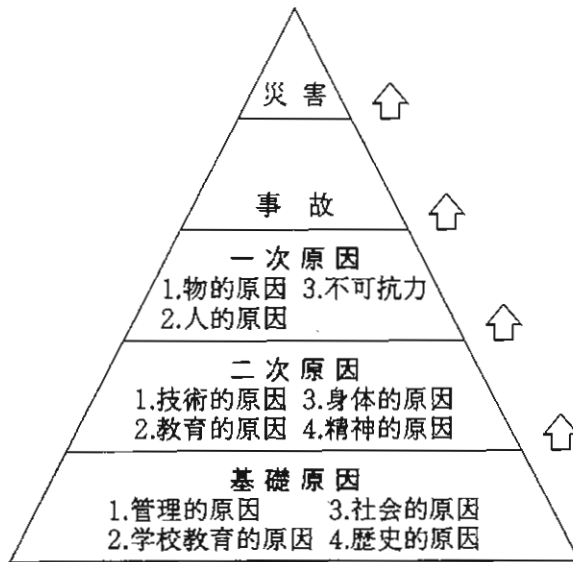 災害
事故
一次原因
1.物的原因 3.不可抗力
2.人的原因
二次原因
1.技術的原因 3.身体的原因
2.教育的原因 4.精神的原因
基礎原因
1.管理的原因 3.社会的原因
2.学校教育的原因 4.歴史的原因